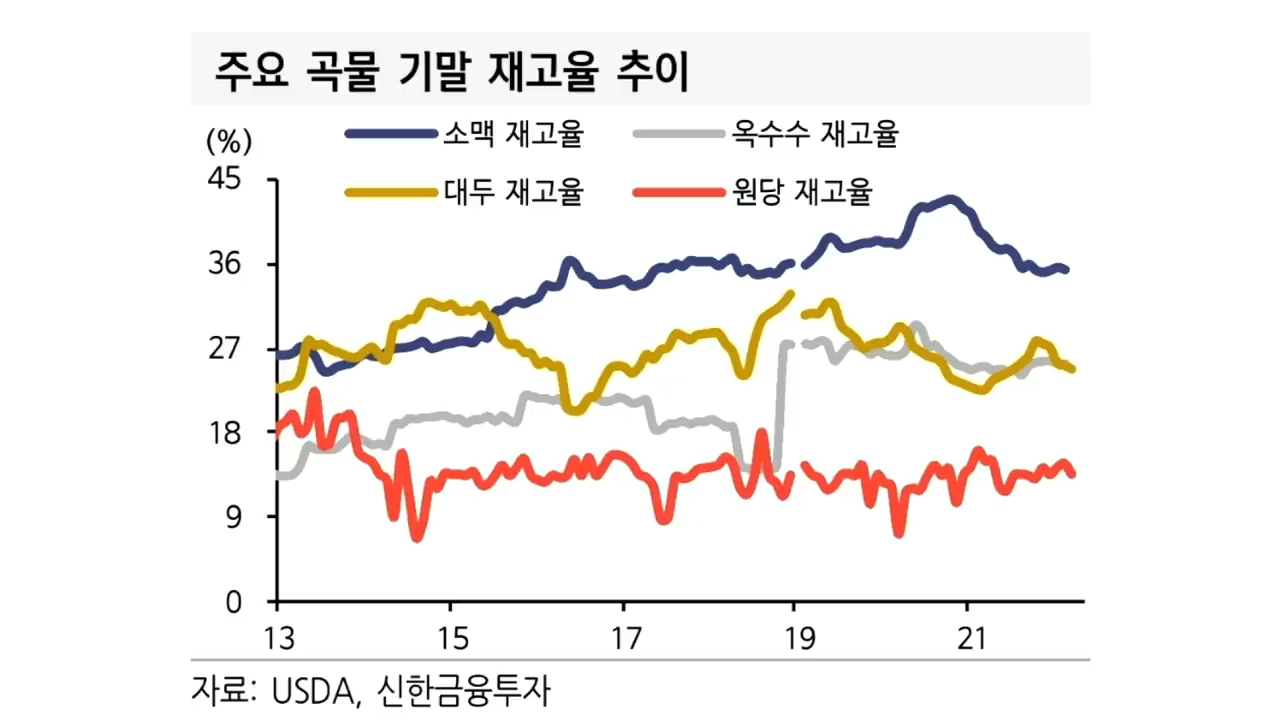 주요 곡물 기말 재고율 추이
(%)
소맥 재고율
옥수수 재고율
대두 재고율
원당 재고율
45
36
27
18
9
0
13 15 17 19 21
자료: USDA, 신한금융투자